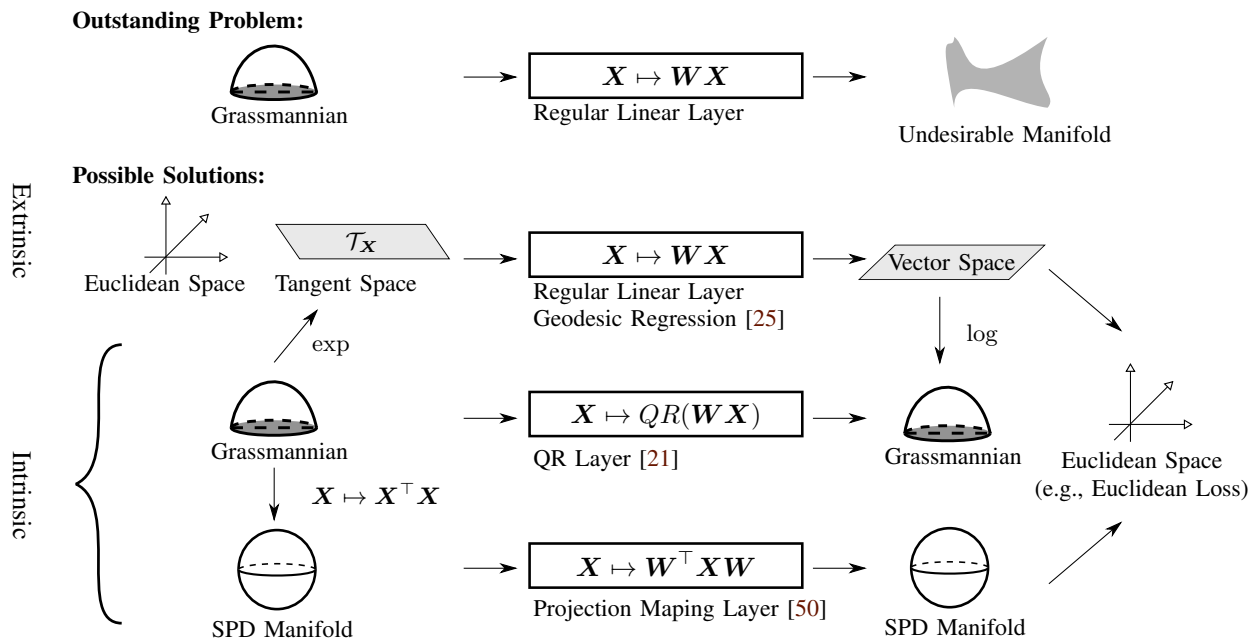 Outstanding Problem:
X ↦ WX
Grassmannian
Regular Linear Layer
Undesirable Manifold
Extrinsic
Possible Solutions:
𝒯_X
X ↦ WX
Vector Space
Euclidean Space
Tangent Space
Regular Linear Layer
Geodesic Regression [25]
exp
log
X ↦ QR(WX)
Grassmannian
QR Layer [21]
Grassmannian
Euclidean Space
(e.g., Euclidean Loss)
Intrinsic
X ↦ X^⊤ X
X ↦ W^⊤ XW
Projection Maping Layer [50]
SPD Manifold
SPD Manifold